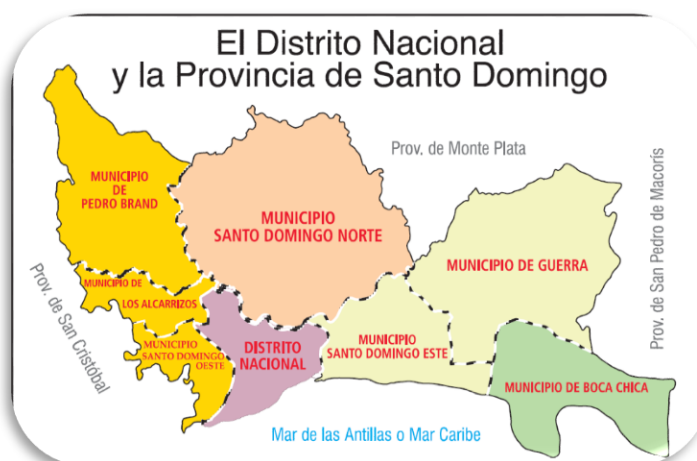 El Distrito Nacional
y la Provincia de Santo Domingo
Prov. de Monte Plata
Prov. de San Pedro de Macoris
MUNICIPIO
DE
PEDRO BRAND
MUNICIPIO
SANTO DOMINGO NORTE
MUNICIPIO DE GUERRA
Prov. de San Cristóbal
MUNICIPIO DE
LOS ALCARRIZOS
MUNICIPIO
SANTO DOMINGO
OESTE
DISTRITO
NACIONAL
MUNICIPIO
SANTO DOMINGO ESTE
MUNICIPIO DE BOCA CHICA
Mar de las Antillas o Mar Caribe